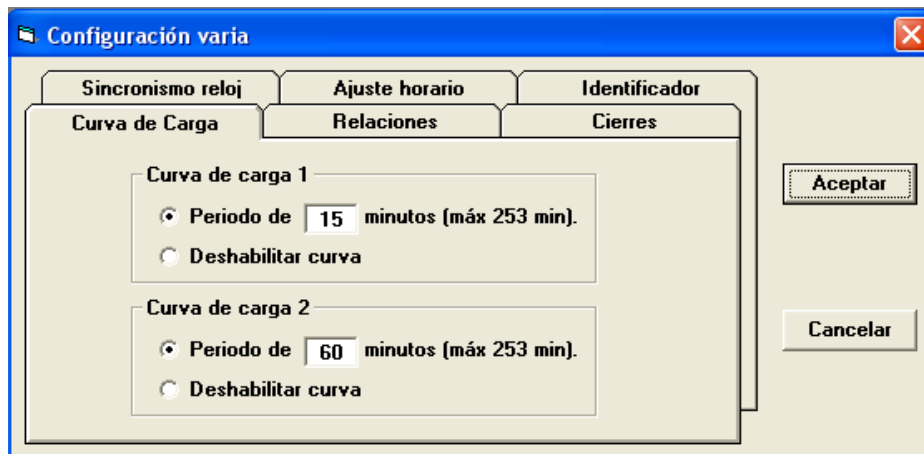 Configuración varia
Sincronismo reloj
Ajuste horario
Identificador
Curva de Carga
Relaciones
Cierres
Curva de carga 1
Periodo de 15 minutos (máx 253 min).
Deshabilitar curva
Curva de carga 2
Periodo de 60 minutos (máx 253 min).
Deshabilitar curva
Aceptar
Cancelar